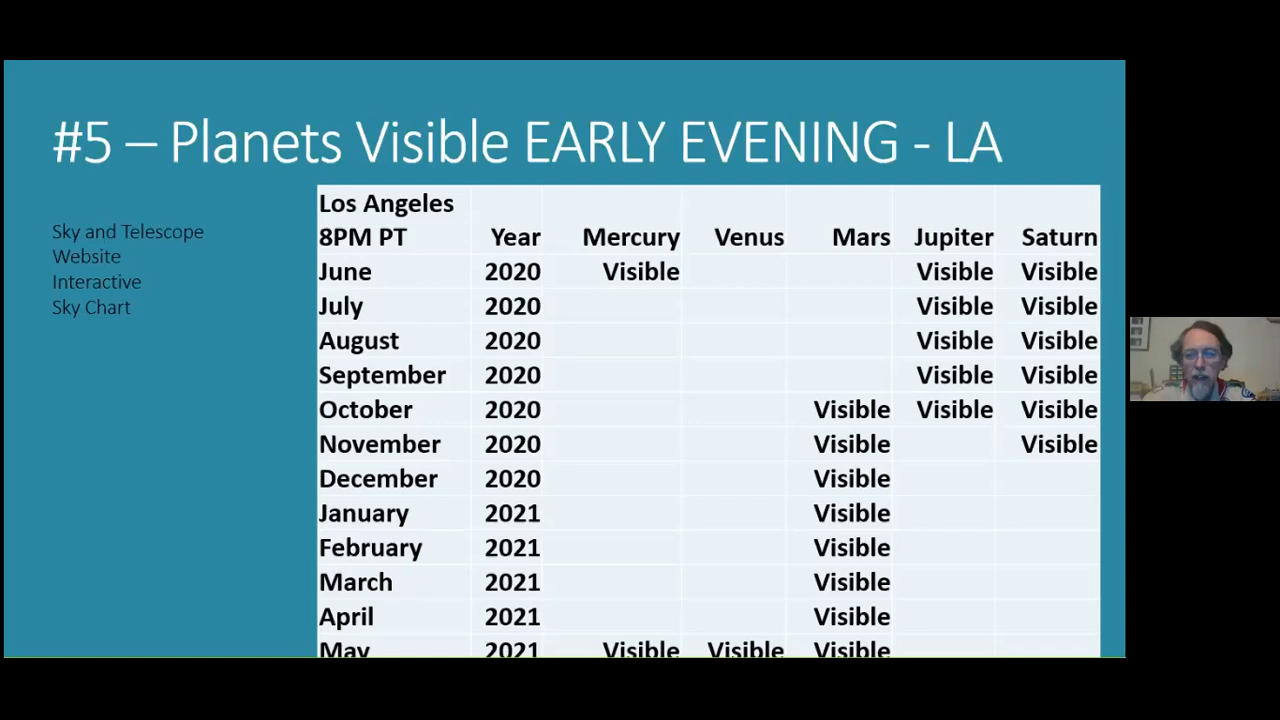 #5 – Planets Visible EARLY EVENING - LA
Sky and Telescope
Website
Interactive
Sky Chart
Los Angeles
8PM PT Year Mercury Venus Mars Jupiter Saturn
June 2020 Visible Visible Visible
July 2020 Visible Visible
August 2020 Visible Visible
September 2020 Visible Visible
October 2020 Visible Visible Visible
November 2020 Visible Visible
December 2020 Visible
January 2021 Visible
February 2021 Visible
March 2021 Visible
April 2021 Visible
May 2021 Visible Visible Visible